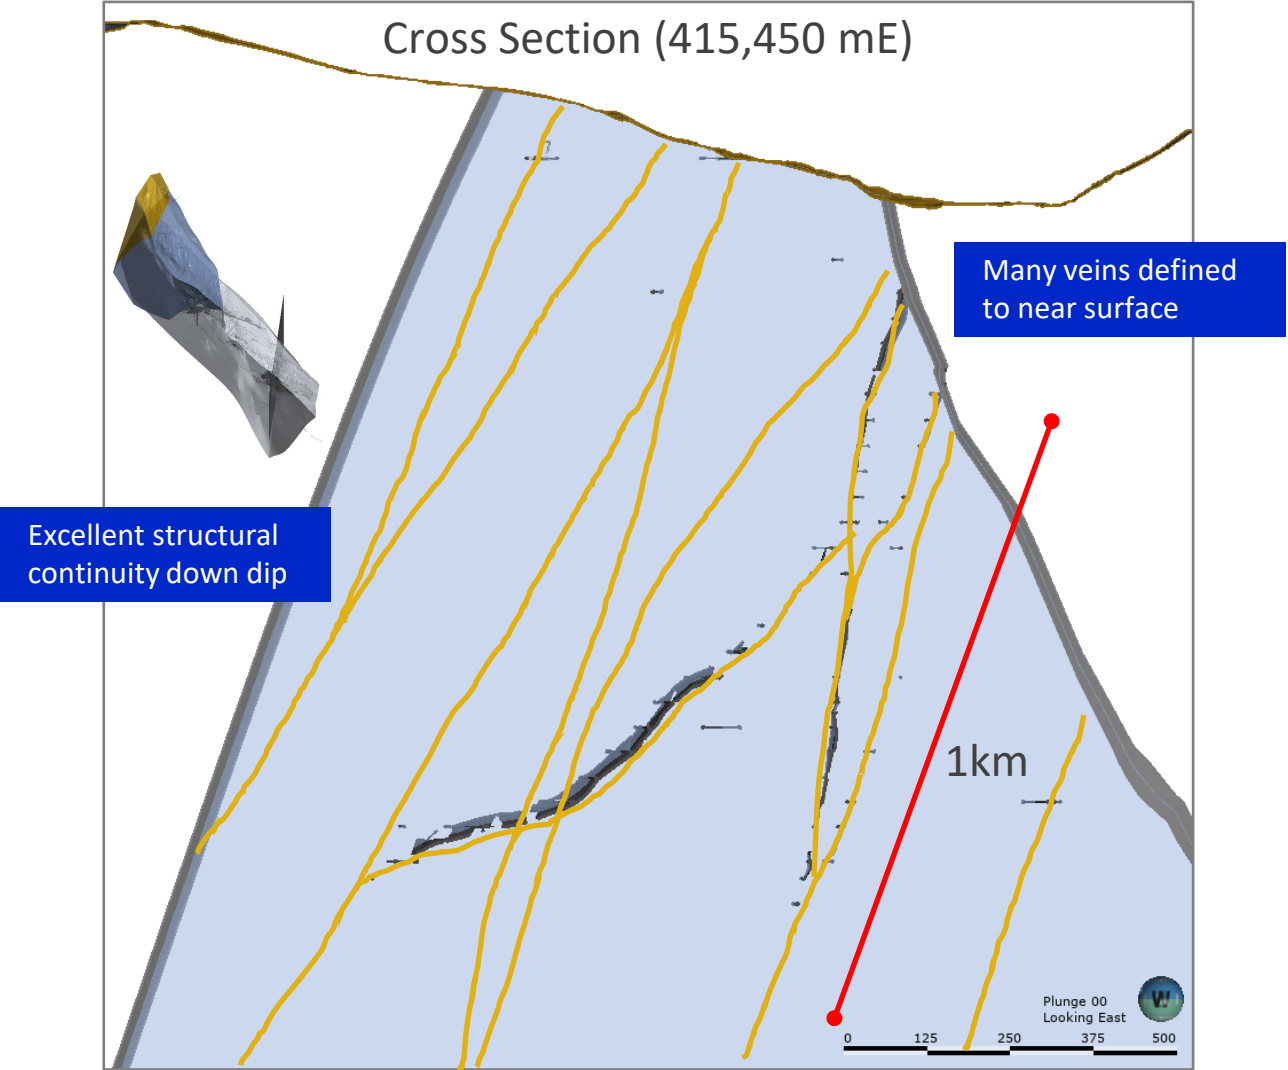 Cross Section (415,450 mE)
Many veins defined
to near surface
Excellent structural
continuity down dip
1km
Plunge 00
Looking East
W
0 125 250 375 500